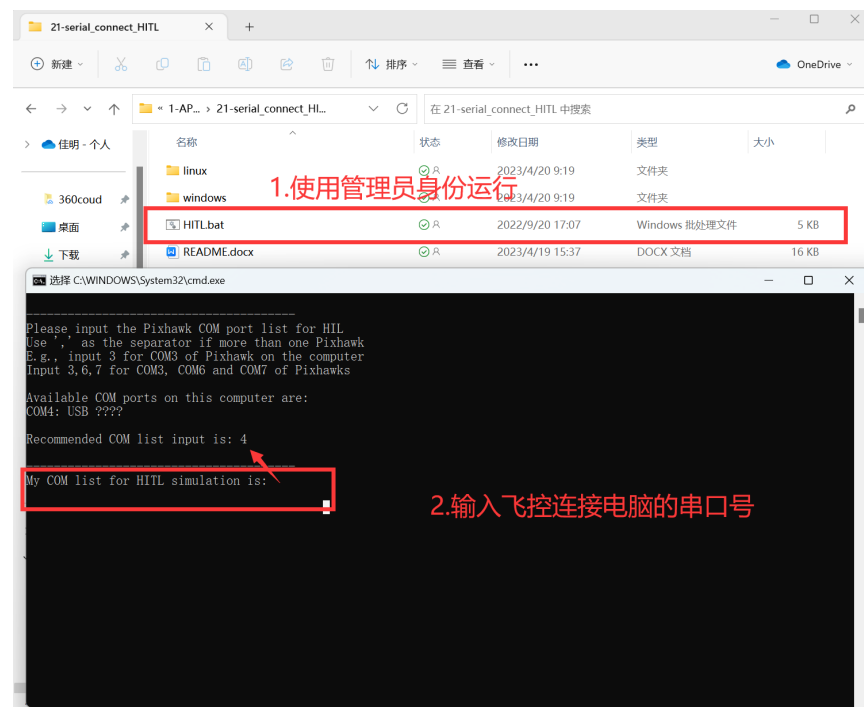 21-serial_connect_HITL
新建
排序
查看
OneDrive
« 1-AP... › 21-serial_connect_HI...
在 21-serial_connect_HITL 中搜索
佳明 - 个人
名称
状态
修改日期
类型
大小
linux
2023/4/20 9:19
文件夹
1.使用管理员身份运行
360coud
windows
2023/4/20 9:19
文件夹
桌面
HITL.bat
2022/9/20 17:07
Windows 批处理文件
5 KB
下载
README.docx
2023/4/19 15:37
DOCX 文档
16 KB
选择 C:\WINDOWS\System32\cmd.exe
Please input the Pixhawk COM port list for HIL
Use ',' as the separator if more than one Pixhawk
E.g., input 3 for COM3 of Pixhawk on the computer
Input 3,6,7 for COM3, COM6 and COM7 of Pixhawks
Available COM ports on this computer are:
COM4: USB ????
Recommended COM list input is: 4
My COM list for HITL simulation is:
2.输入飞控连接电脑的串口号